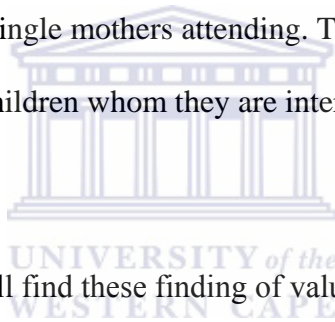 ingle mothers attending. T
hildren whom they are inte
UNIVERSITY of the
ll find these finding of valu
WESTERN CAPE